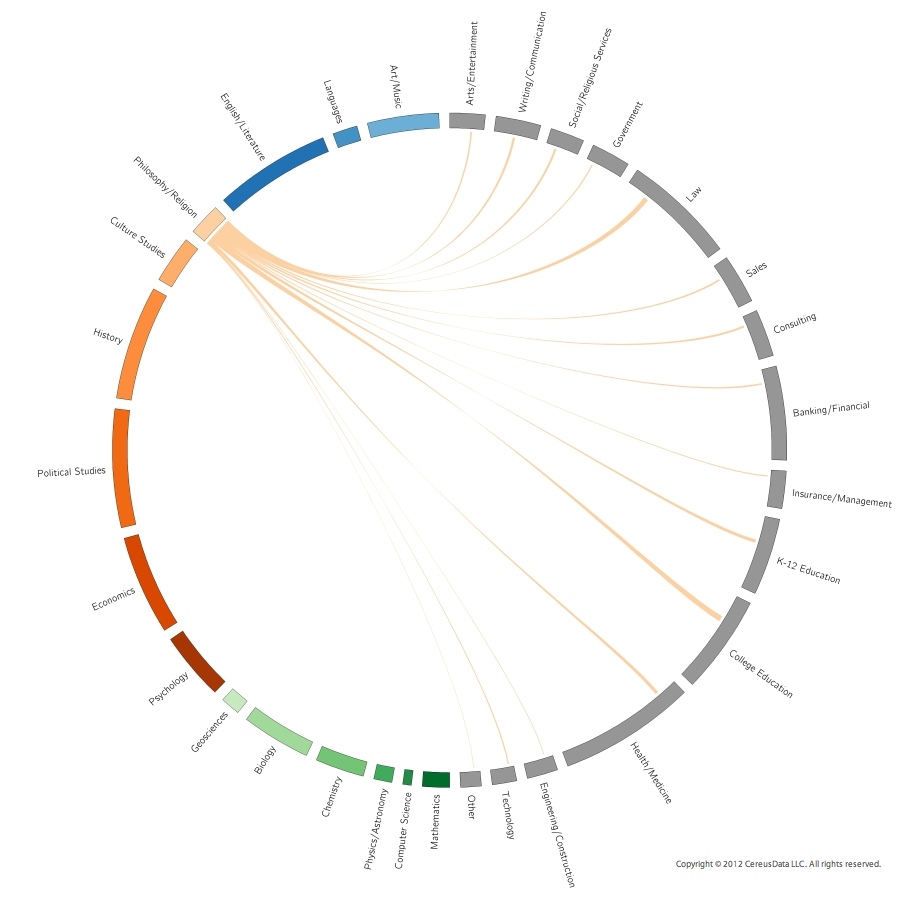 Arts/Entertainment
Writing/Communication
Social/Religious Services
Government
Law
Sales
Consulting
Banking/Financial
Insurance/Management
K-12 Education
College Education
Health/Medicine
Engineering/Construction
Technology
Other
Mathematics
Computer Science
Physics/Astronomy
Chemistry
Biology
Geosciences
Psychology
Economics
Political Studies
History
Culture Studies
Philosophy/Religion
English/Literature
Languages
Art/Music
Copyright © 2012 CereusData LLC. All rights reserved.